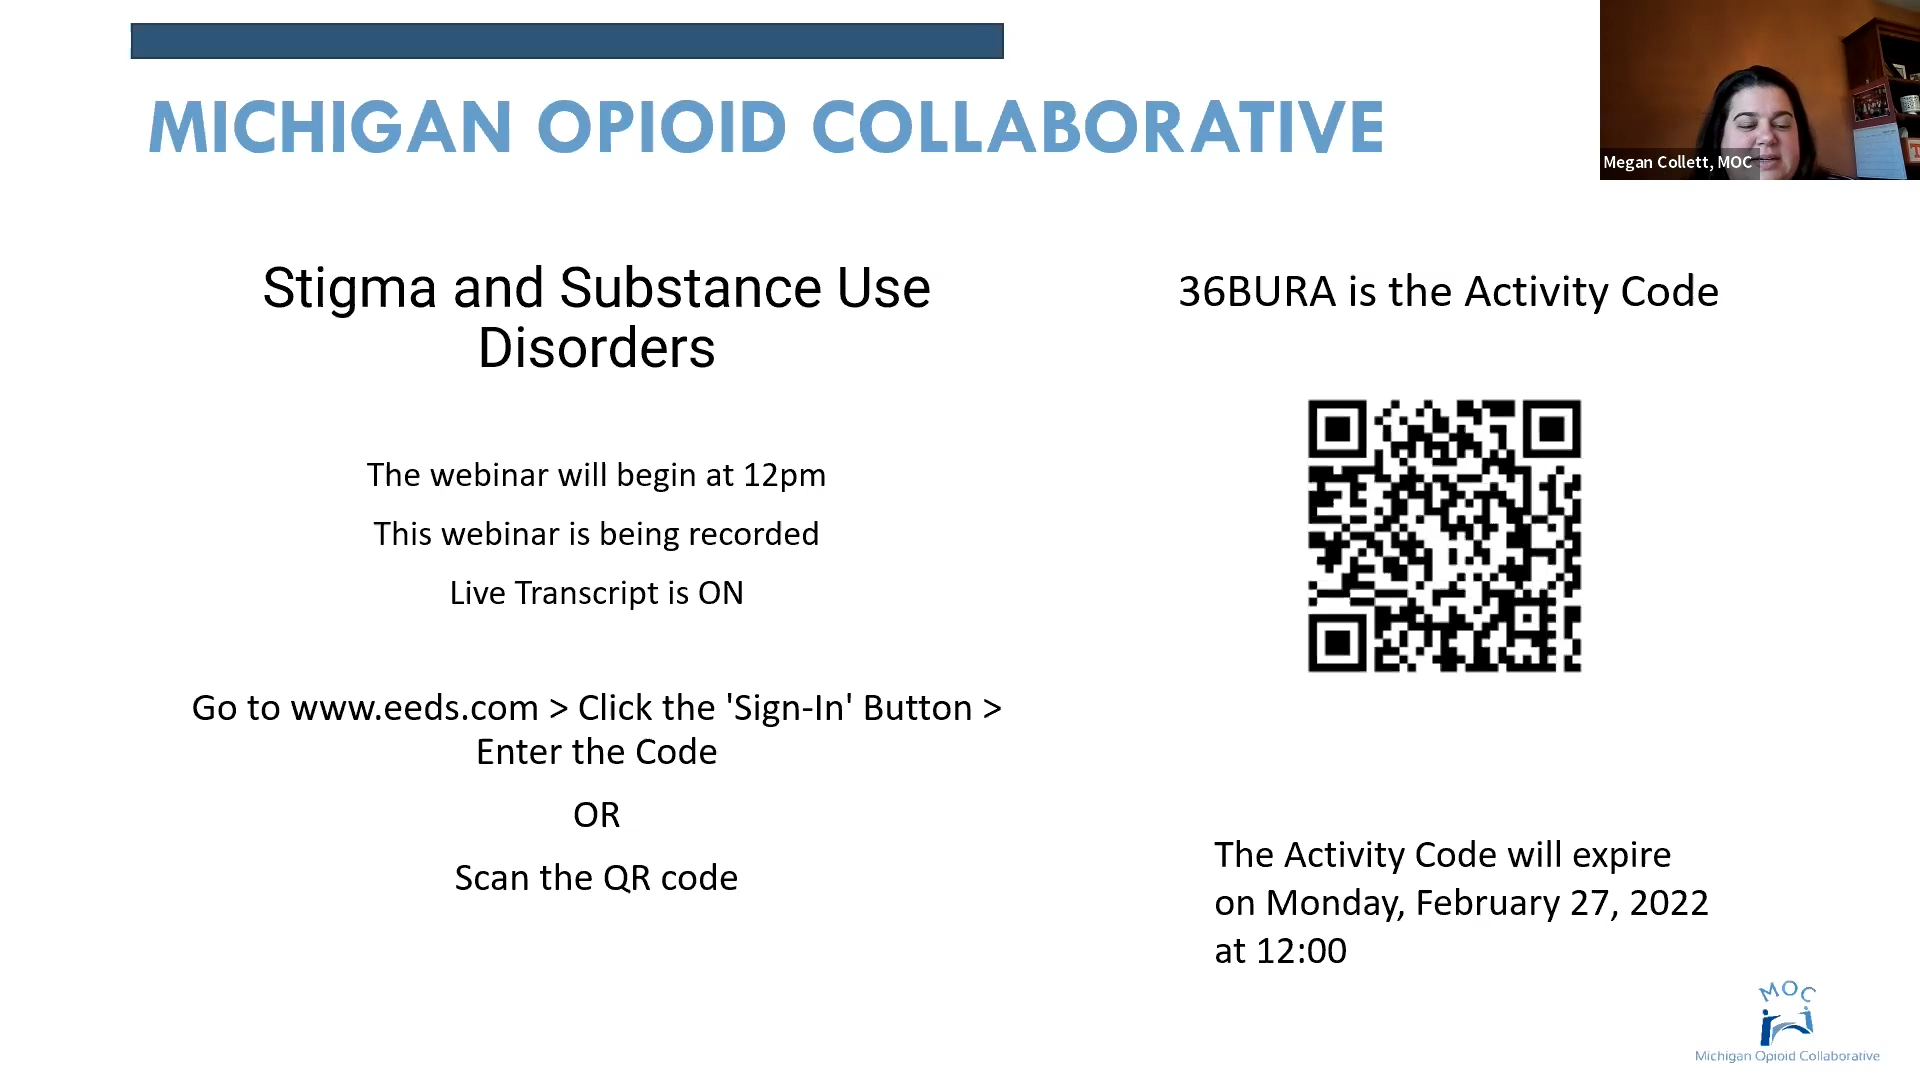 MICHIGAN OPIOID COLLABORATIVE
Megan Collett, MOC
Stigma and Substance Use
Disorders
The webinar will begin at 12pm
This webinar is being recorded
Live Transcript is ON
Go to www.eeds.com > Click the 'Sign-In' Button >
Enter the Code
OR
Scan the QR code
36BURA is the Activity Code
The Activity Code will expire
on Monday, February 27, 2022
at 12:00
MOC
Michigan Opioid Collaborative